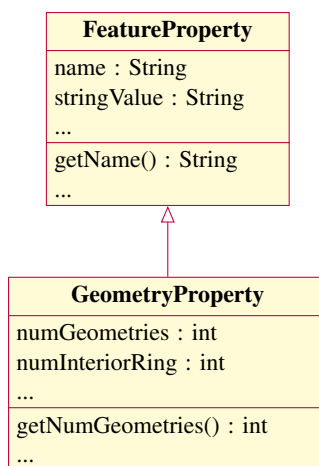 FeatureProperty
name : String
stringValue : String
...
getName() : String
...
GeometryProperty
numGeometries : int
numInteriorRing : int
...
getNumGeometries() : int
...